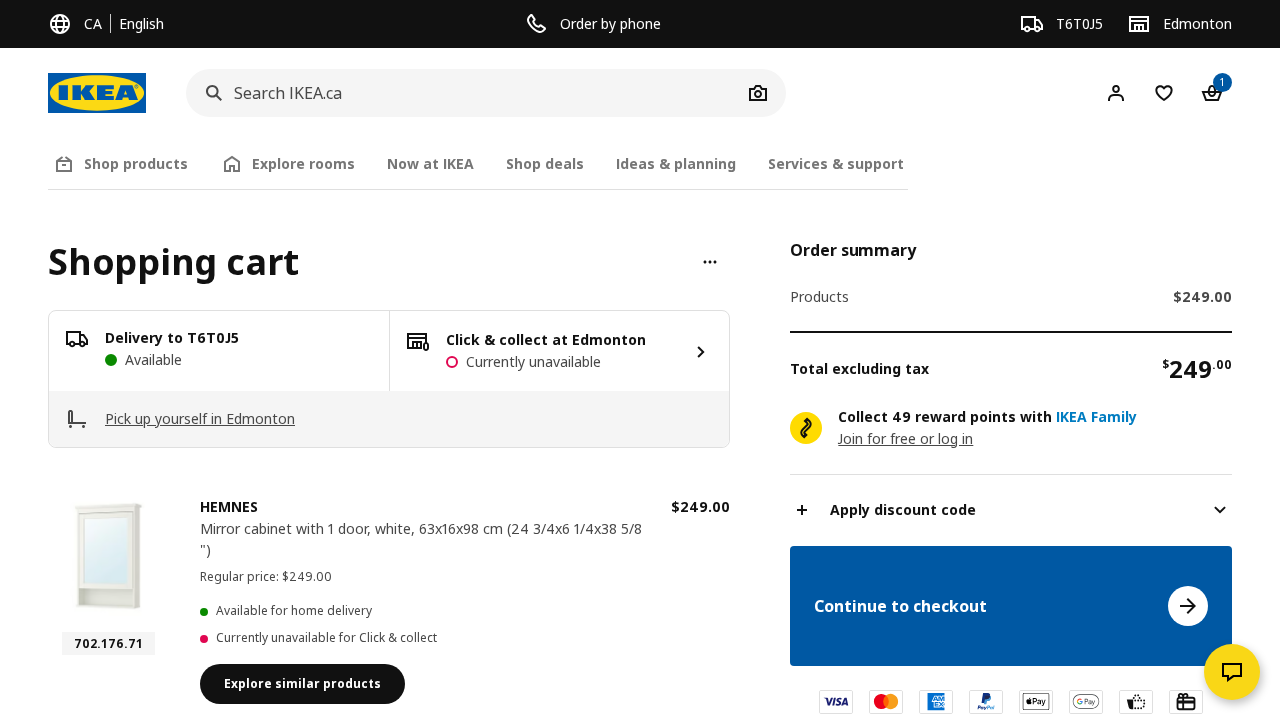 CA
English
Order by phone
T6T0J5
Edmonton
IKEA
Search IKEA.ca
1
Shop products
Explore rooms
Now at IKEA
Shop deals
Ideas & planning
Services & support
Shopping cart
Delivery to T6T0J5
Available
Click & collect at Edmonton
Currently unavailable
Pick up yourself in Edmonton
HEMNES
$249.00
Mirror cabinet with 1 door, white, 63x16x98 cm (24 3/4x6 1/4x38 5/8
")
Regular price: $249.00
Available for home delivery
Currently unavailable for Click & collect
702.176.71
Explore similar products
Order summary
Products
$249.00
Total excluding tax
$249.00
Collect 49 reward points with IKEA Family
Join for free or log in
Apply discount code
Continue to checkout
VISA
AMEX
PayPal
Pay
G Pay